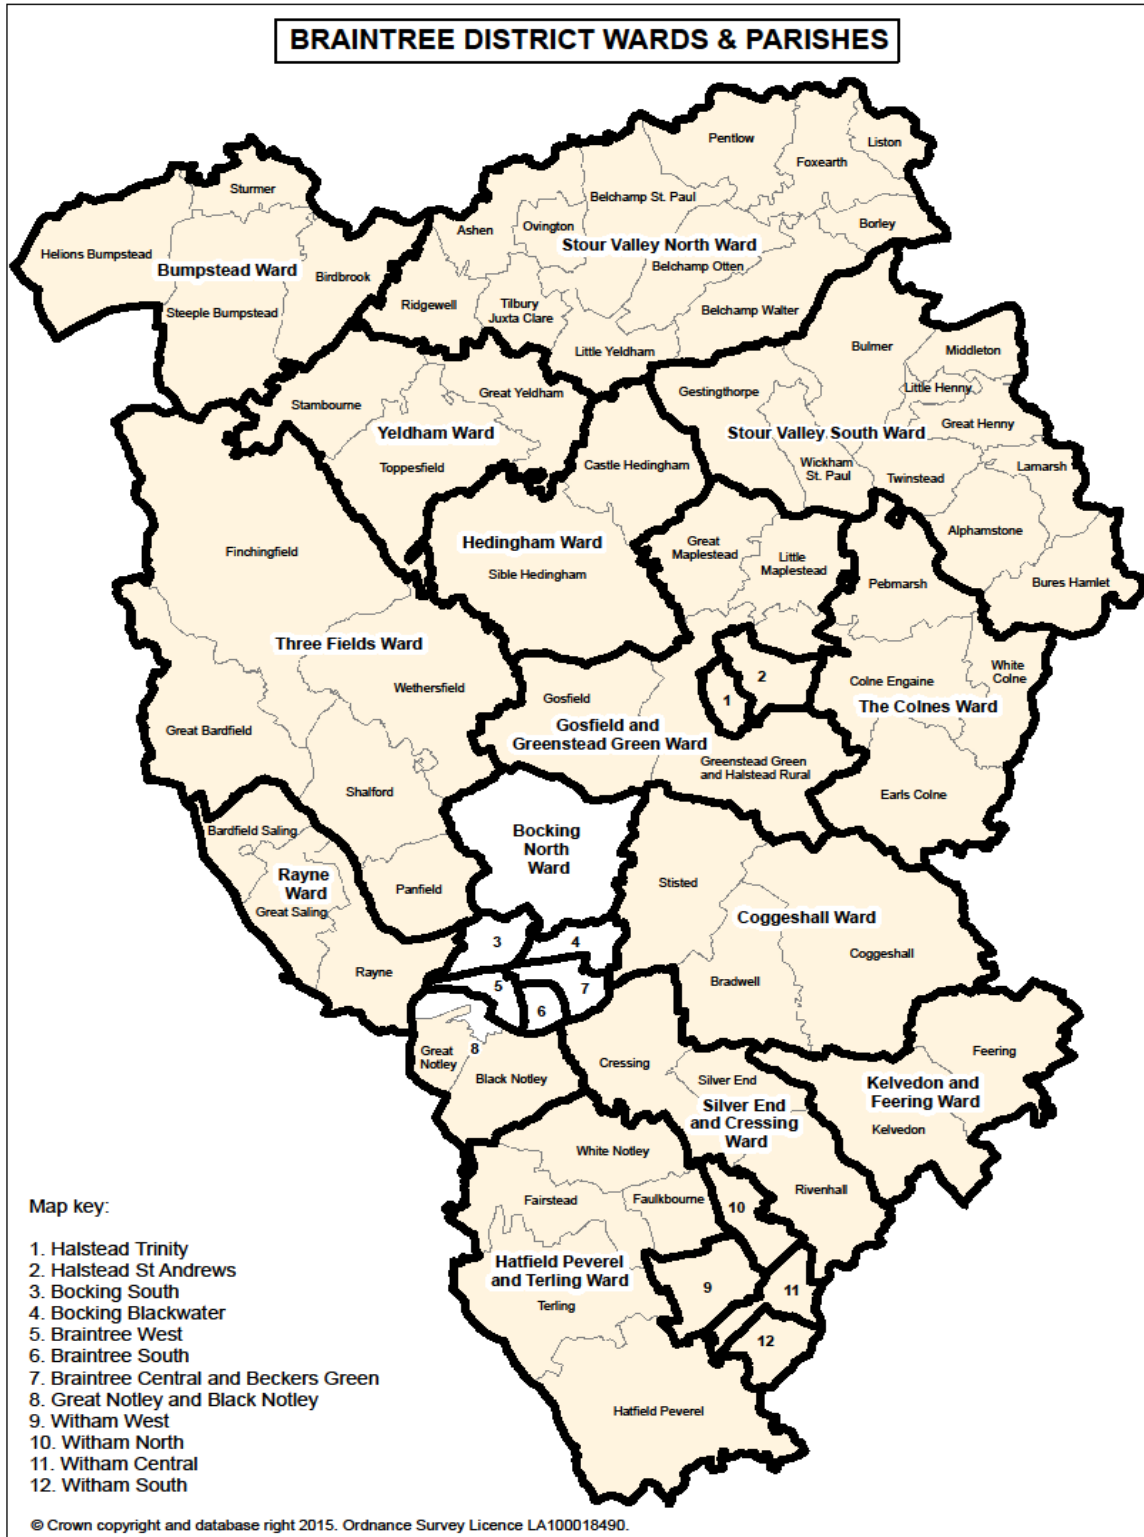 BRAINTREE DISTRICT WARDS & PARISHES
Pentlow
Liston
Foxearth
Sturmer
Belchamp St. Paul
Ashen
Ovington
Borley
Stour Valley North Ward
Helions Bumpstead
Bumpstead Ward
Birdbrook
Belchamp Otten
Ridgewell
Tilbury
Juxta Clare
Belchamp Walter
Steeple Bumpstead
Little Yeldham
Bulmer
Middleton
Gestingthorpe
Little Henny
Great Yeldham
Stambourne
Great Henny
Yeldham Ward
Stour Valley South Ward
Castle Hedingham
Toppesfield
Wickham
St. Paul
Twinstead
Lamarsh
Alphamstone
Hedingham Ward
Great
Maplestead
Little
Maplestead
Finchingfield
Sible Hedingham
Pebmarsh
Bures Hamlet
Three Fields Ward
White
Colne
2
Colne Engaine
Wethersfield
Gosfield
1
The Colnes Ward
Great Bardfield
Gosfield and
Greenstead Green Ward
Greenstead Green
and Halstead Rural
Shalford
Earls Colne
Bardfield Saling
Bocking
North
Ward
Rayne
Ward
Panfield
Stisted
Great Saling
Coggeshall Ward
3
4
Coggeshall
Rayne
Bradwell
5
7
6
Great
Notley
8
Feering
Cressing
Black Notley
Silver End
Kelvedon and
Feering Ward
Silver End
and Cressing
Ward
Kelvedon
White Notley
Rivenhall
Fairstead
Faulkbourne
10
Hatfield Peverel
and Terling Ward
9
11
Terling
12
Hatfield Peverel
Map key:
1. Halstead Trinity
2. Halstead St Andrews
3. Bocking South
4. Bocking Blackwater
5. Braintree West
6. Braintree South
7. Braintree Central and Beckers Green
8. Great Notley and Black Notley
9. Witham West
10. Witham North
11. Witham Central
12. Witham South
© Crown copyright and database right 2015. Ordnance Survey Licence LA100018490.